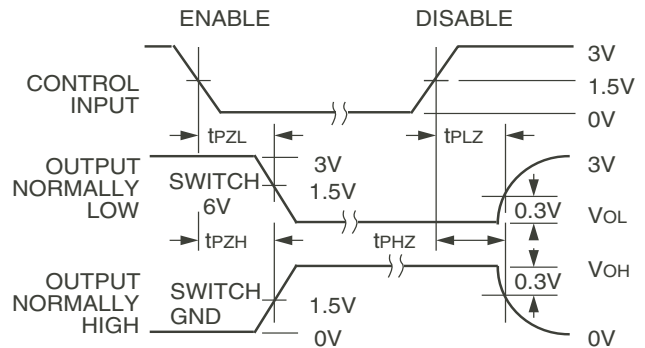 ENABLE DISABLE
3V
CONTROL INPUT 1.5V
0V
tPZL tPLZ
OUTPUT NORMALLY LOW
SWITCH 6V
3V
1.5V
3V
0.3V VOL
tPZH tPHZ
VOH
0.3V
OUTPUT NORMALLY HIGH
SWITCH GND
1.5V
0V
0V